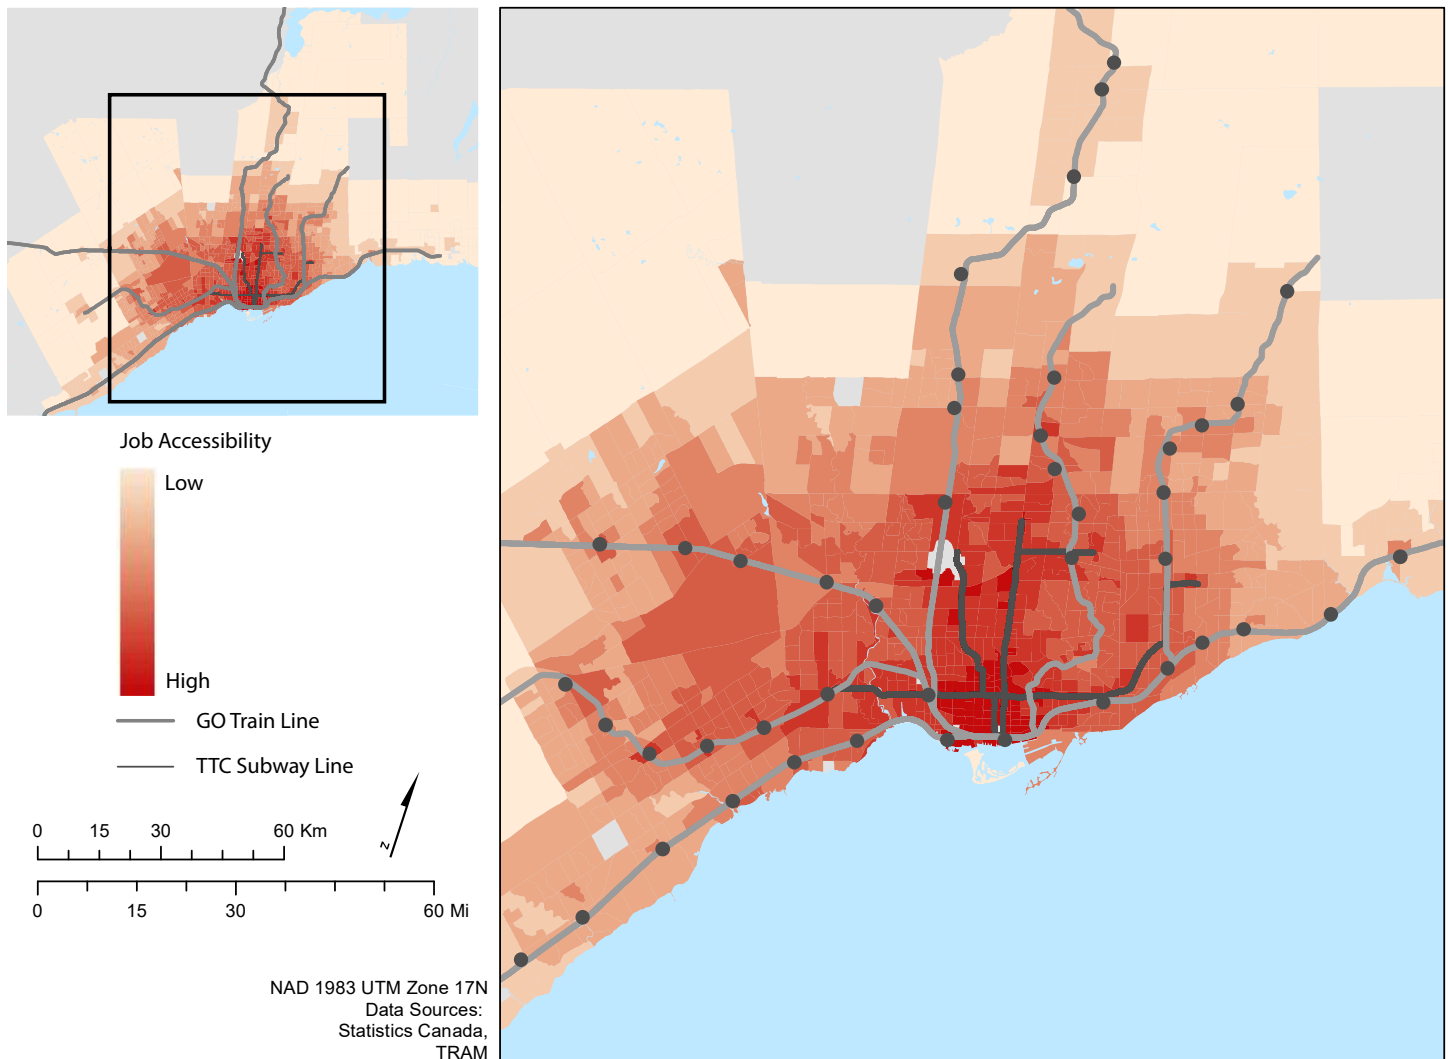 Job Accessibility
Low
High
GO Train Line
TTC Subway Line
z
0 15 30 60 Km
0 15 30 60 Mi
NAD 1983 UTM Zone 17N
Data Sources:
Statistics Canada,
TRAM